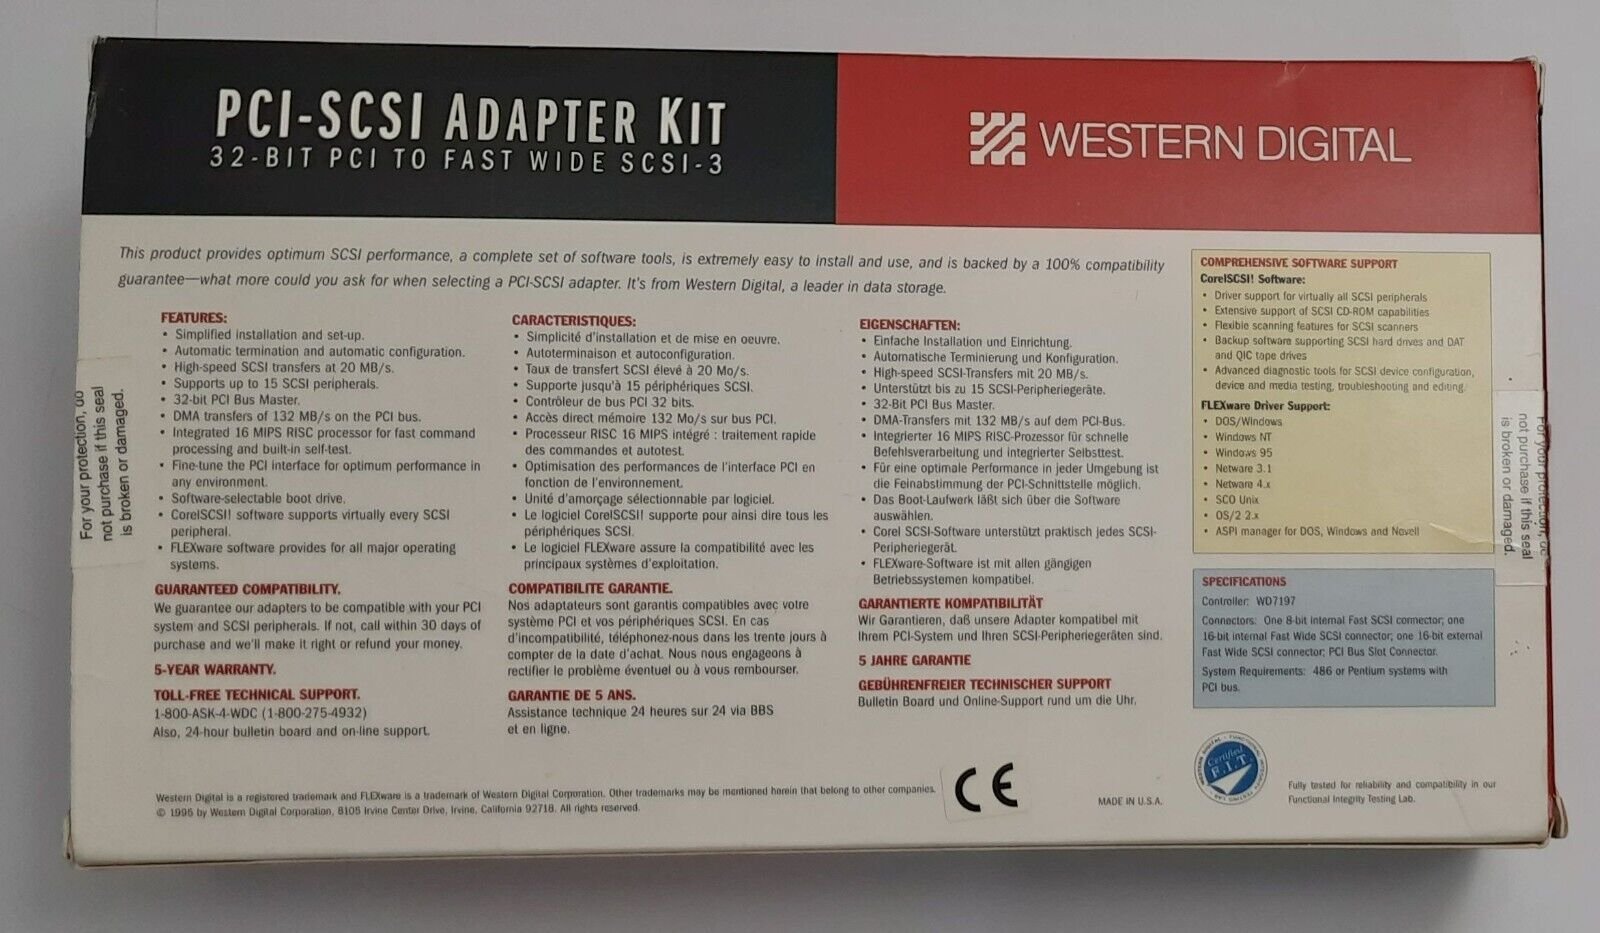 PCI-SCSI ADAPTER KIT
32-BIT PCI TO FAST WIDE SCSI-3
WESTERN DIGITAL
This product provides optimum SCSI performance, a complete set of software tools, is extremely easy to install and use, and is backed by a 100% compatibility
guarantee—what more could you ask for when selecting a PCI-SCSI adapter. It's from Western Digital, a leader in data storage.
FEATURES:
• Simplified installation and set-up.
• Automatic termination and automatic configuration.
• High-speed SCSI transfers at 20 MB/s.
• Supports up to 15 SCSI peripherals.
• 32-bit PCI Bus Master.
• DMA transfers of 132 MB/s on the PCI bus.
• Integrated 16 MIPS RISC processor for fast command
processing and built-in self-test.
• Fine-tune the PCI interface for optimum performance in
any environment.
• Software-selectable boot drive.
• CorelSCSI! software supports virtually every SCSI
peripheral.
• FLEXware software provides for all major operating
systems.
GUARANTEED COMPATIBILITY.
We guarantee our adapters to be compatible with your PCI
system and SCSI peripherals. If not, call within 30 days of
purchase and we'll make it right or refund your money.
5-YEAR WARRANTY.
TOLL-FREE TECHNICAL SUPPORT.
1-800-ASK-4-WDC (1-800-275-4932)
Also, 24-hour bulletin board and on-line support.
CARACTERISTIQUES:
• Simplicité d'installation et de mise en oeuvre.
• Autoterminaison et autoconfiguration.
• Taux de transfert SCSI élevé à 20 Mo/s.
• Supporte jusqu'à 15 périphériques SCSI.
• Contrôleur de bus PCI 32 bits.
• Accès direct mémoire 132 Mo/s sur bus PCI.
• Processeur RISC 16 MIPS intégré : traitement rapide
des commandes et autotest.
• Optimisation des performances de l'interface PCI en
fonction de l'environnement.
• Unité d'amorçage sélectionnable par logiciel.
• Le logiciel CorelSCSI! supporte pour ainsi dire tous les
périphériques SCSI.
• Le logiciel FLEXware assure la compatibilité avec les
principaux systèmes d'exploitation.
COMPATIBILITE GARANTIE.
Nos adaptateurs sont garantis compatibles avec votre
système PCI et vos périphériques SCSI. En cas
d'incompatibilité, téléphonez-nous dans les trente jours à
compter de la date d'achat. Nous nous engageons à
rectifier le problème éventuel ou à vous rembourser.
GARANTIE DE 5 ANS.
Assistance technique 24 heures sur 24 via BBS
et en ligne.
EIGENSCHAFTEN:
• Einfache Installation und Einrichtung.
• Automatische Terminierung und Konfiguration.
• High-speed SCSI-Transfers mit 20 MB/s.
• Unterstützt bis zu 15 SCSI-Peripheriegeräte.
• 32-Bit PCI Bus Master.
• DMA-Transfers mit 132 MB/s auf dem PCI-Bus.
• Integrierter 16 MIPS RISC-Prozessor für schnelle
Befehlsverarbeitung und integrierter Selbsttest.
• Für eine optimale Performance in jeder Umgebung ist
die Feinabstimmung der PCI-Schnittstelle möglich.
• Das Boot-Laufwerk läßt sich über die Software
auswählen.
• Corel SCSI-Software unterstützt praktisch jedes SCSI-
Peripheriegerät.
• FLEXware-Software ist mit allen gängigen
Betriebssystemen kompatibel.
GARANTIERTE KOMPATIBILITÄT
Wir Garantieren, daß unsere Adapter kompatibel mit
Ihrem PCI-System und Ihren SCSI-Peripheriegeräten sind.
5 JAHRE GARANTIE
GEBÜHRENFREIER TECHNISCHER SUPPORT
Bulletin Board und Online-Support rund um die Uhr.
COMPREHENSIVE SOFTWARE SUPPORT
CorelSCSI! Software:
• Driver support for virtually all SCSI peripherals
• Extensive support of SCSI CD-ROM capabilities
• Flexible scanning features for SCSI scanners
• Backup software supporting SCSI hard drives and DAT
and QIC tape drives
• Advanced diagnostic tools for SCSI device configuration,
device and media testing, troubleshooting and editing.
FLEXware Driver Support:
• DOS/Windows
• Windows NT
• Windows 95
• Netware 3.1
• Netware 4.x
• SCO Unix
• OS/2 2.x
• ASPI manager for DOS, Windows and Novell
SPECIFICATIONS
Controller: WD7197
Connectors: One 8-bit internal Fast SCSI connector; one
16-bit internal Fast Wide SCSI connector; one 16-bit external
Fast Wide SCSI connector; PCI Bus Slot Connector.
System Requirements: 486 or Pentium systems with
PCI bus.
For your protection, do
not purchase if this seal
is broken or damaged.
For your protection, do
not purchase if this seal
is broken or damaged.
Western Digital is a registered trademark and FLEXware is a trademark of Western Digital Corporation. Other trademarks may be mentioned herein that belong to other companies.
© 1995 by Western Digital Corporation, 8105 Irvine Center Drive, Irvine, California 92718. All rights reserved.
CE
MADE IN U.S.A.
Certified
F.I.T.
Fully tested for reliability and compatibility in our
Functional Integrity Testing Lab.